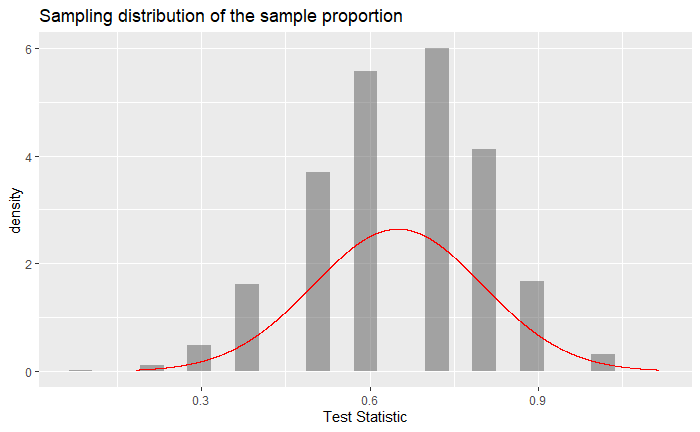 Sampling distribution of the sample proportion
6
4
2
0
density
0.3
0.6
0.9
Test Statistic